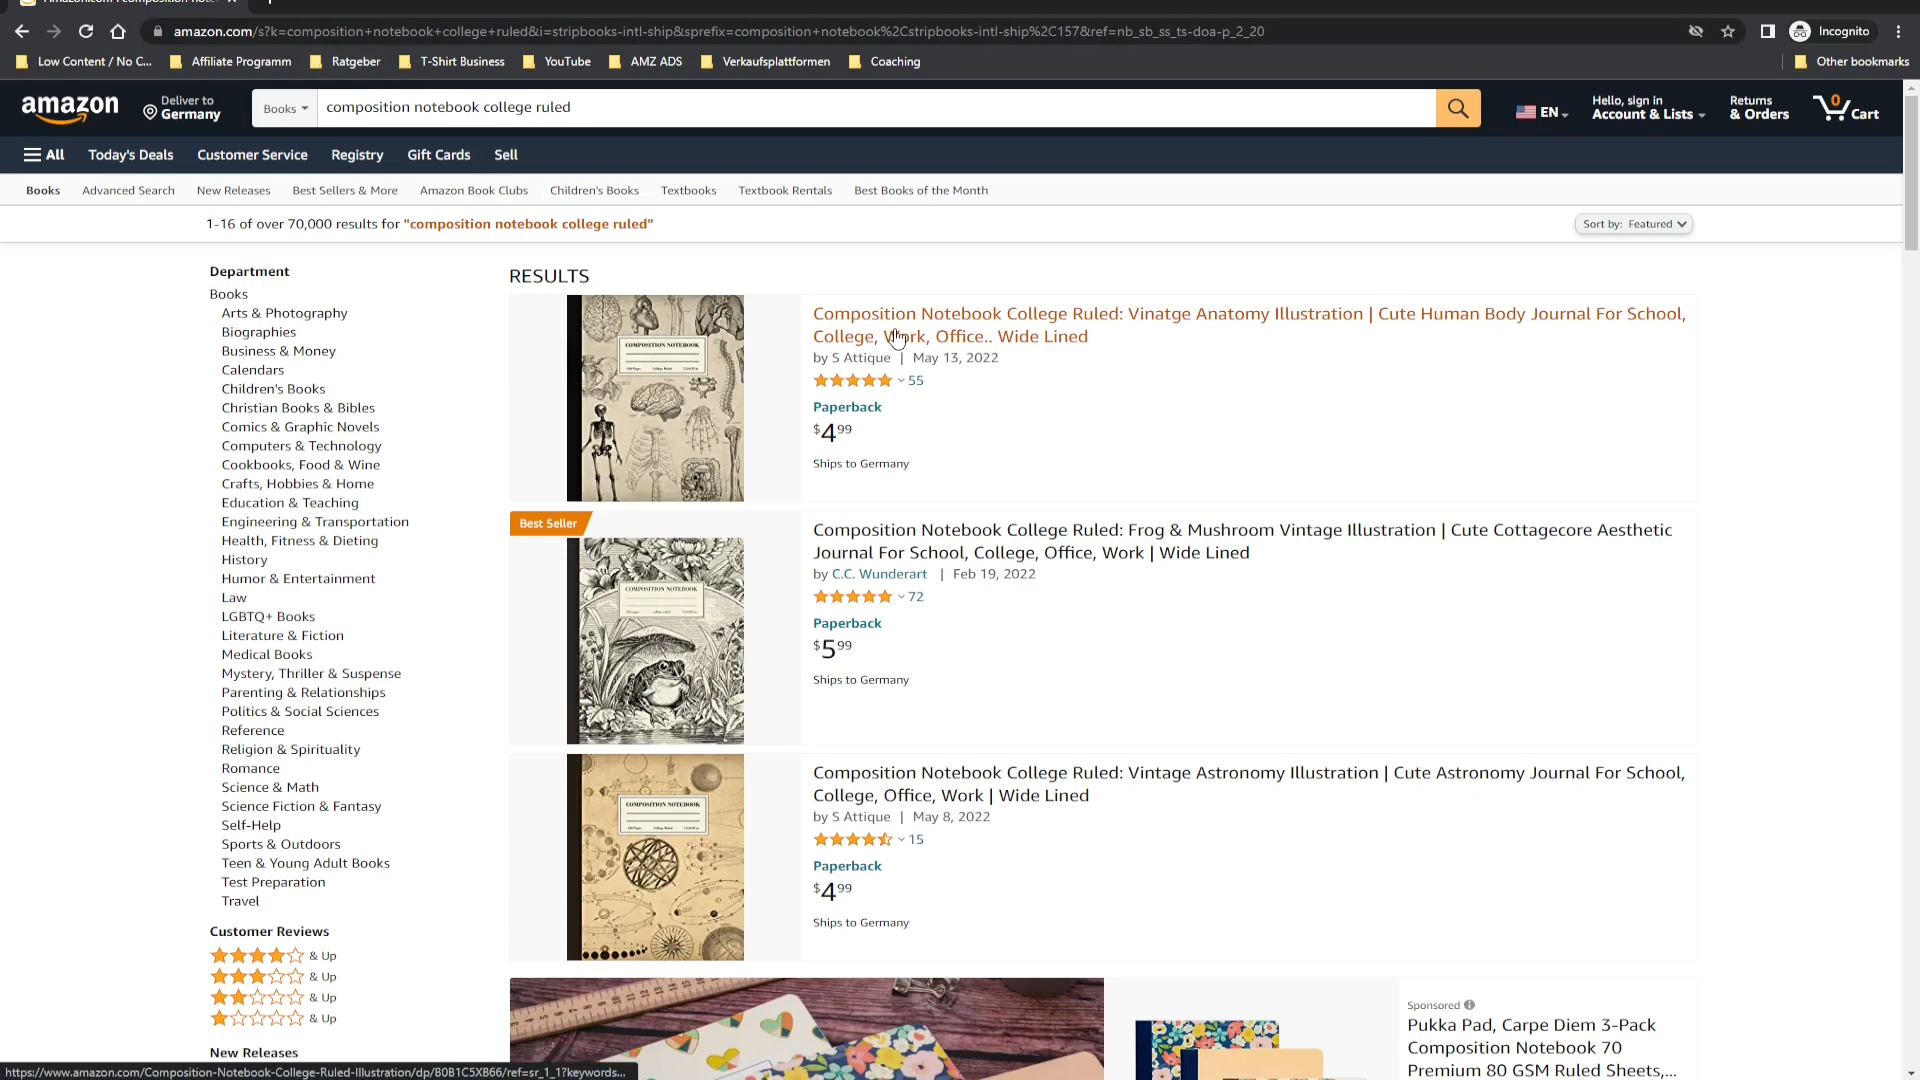 amazon.com/s?k=composition+notebook+college+ruled&i=stripbooks-intl-ship&sprefix=composition+notebook%2Cstripbooks-intl-ship%2C157&ref=nb_sb_ss_ts-doa-p_2_20
Incognito
Low Content / No C...
Affiliate Programm
Ratgeber
T-Shirt Business
YouTube
AMZ ADS
Verkaufsplattformen
Coaching
Other bookmarks
amazon
Deliver to
Germany
Books
composition notebook college ruled
EN
Hello, sign in
Account & Lists
Returns
& Orders
0
Cart
All
Today's Deals
Customer Service
Registry
Gift Cards
Sell
Books
Advanced Search
New Releases
Best Sellers & More
Amazon Book Clubs
Children's Books
Textbooks
Textbook Rentals
Best Books of the Month
1-16 of over 70,000 results for "composition notebook college ruled"
Sort by: Featured
Department
Books
Arts & Photography
Biographies
Business & Money
Calendars
Children's Books
Christian Books & Bibles
Comics & Graphic Novels
Computers & Technology
Cookbooks, Food & Wine
Crafts, Hobbies & Home
Education & Teaching
Engineering & Transportation
Health, Fitness & Dieting
History
Humor & Entertainment
Law
LGBTQ+ Books
Literature & Fiction
Medical Books
Mystery, Thriller & Suspense
Parenting & Relationships
Politics & Social Sciences
Reference
Religion & Spirituality
Romance
Science & Math
Science Fiction & Fantasy
Self-Help
Sports & Outdoors
Teen & Young Adult Books
Test Preparation
Travel
Customer Reviews
& Up
& Up
& Up
& Up
New Releases
RESULTS
COMPOSITION NOTEBOOK
Composition Notebook College Ruled: Vinatge Anatomy Illustration | Cute Human Body Journal For School,
College, Work, Office.. Wide Lined
by S Attique | May 13, 2022
55
Paperback
$4 99
Ships to Germany
Best Seller
COMPOSITION NOTEBOOK
Composition Notebook College Ruled: Frog & Mushroom Vintage Illustration | Cute Cottagecore Aesthetic
Journal For School, College, Office, Work | Wide Lined
by C.C. Wunderart | Feb 19, 2022
72
Paperback
$5 99
Ships to Germany
COMPOSITION NOTEBOOK
Composition Notebook College Ruled: Vintage Astronomy Illustration | Cute Astronomy Journal For School,
College, Office, Work | Wide Lined
by S Attique | May 8, 2022
15
Paperback
$4 99
Ships to Germany
Sponsored
Pukka Pad, Carpe Diem 3-Pack
Composition Notebook 70
Premium 80 GSM Ruled Sheets,...
https://www.amazon.com/Composition-Notebook-College-Ruled-Illustration/dp/B0B1C5XB66/ref=sr_1_1?keywords...